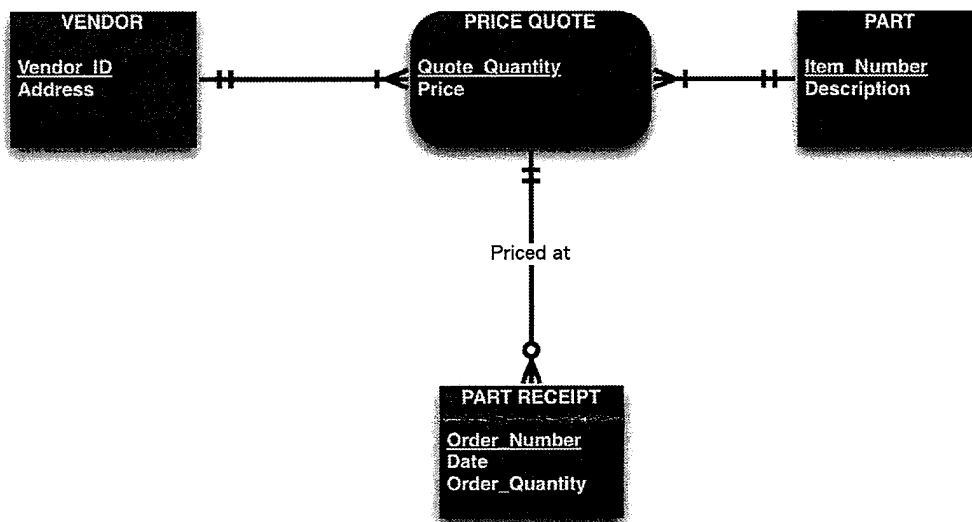 VENDOR
Vendor_ID
Address
PRICE QUOTE
Quote_Quantity
Price
PART
Item_Number
Description
Priced at
PART RECEIPT
Order_Number
Date
Order_Quantity